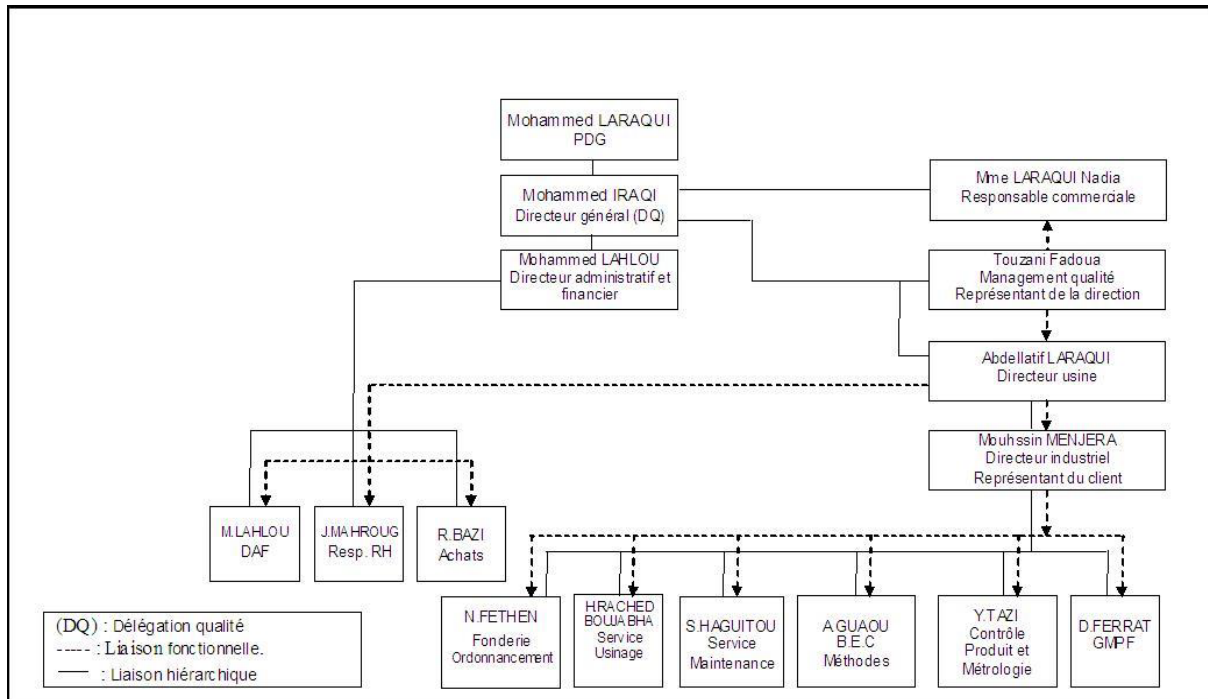 Mohammed LARAQUI
PDG
Mohammed IRAQI
Directeur général (DQ)
Mohammed LAHLOU
Directeur administratif et
financier
Mme LARAQUI Nadia
Responsable commerciale
Touzani Fadoua
Management qualité
Représentant de la direction
Abdellatif LARAQUI
Directeur usine
Mouhssin MENJERA
Directeur industriel
Représentant du client
M.LAHLOU
DAF
J.MAHROUG
Resp. RH
R.BAZI
Achats
N.FETHEN
Fonderie
Ordonnancement
H.RACHED
BOUJABHA
Service
Usinage
S.HAGUITOU
Service
Maintenance
A.GUAOU
B.E.C
Méthodes
Y.TAZI
Contrôle
Produit et
Métrologie
D.FERRAT
GMPF
(DQ) : Délégation qualité
----- : Liaison fonctionnelle.
—— : Liaison hiérarchique